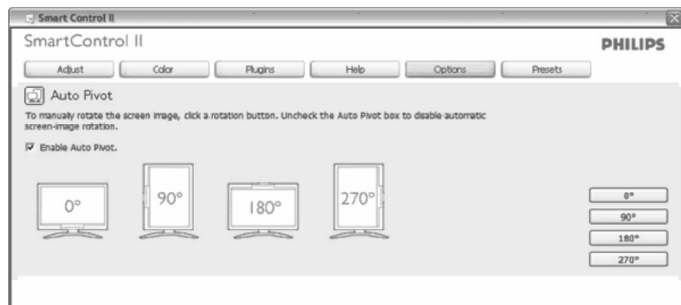 Smart Control II
SmartControl II
PHILIPS
Adjust
Color
Plugins
Help
Options
Presets
Auto Pivot
To manually rotate the screen image, click a rotation button. Uncheck the Auto Pivot box to disable automatic
screen-image rotation.
Enable Auto Pivot.
0°
90°
180°
270°
0°
90°
180°
270°